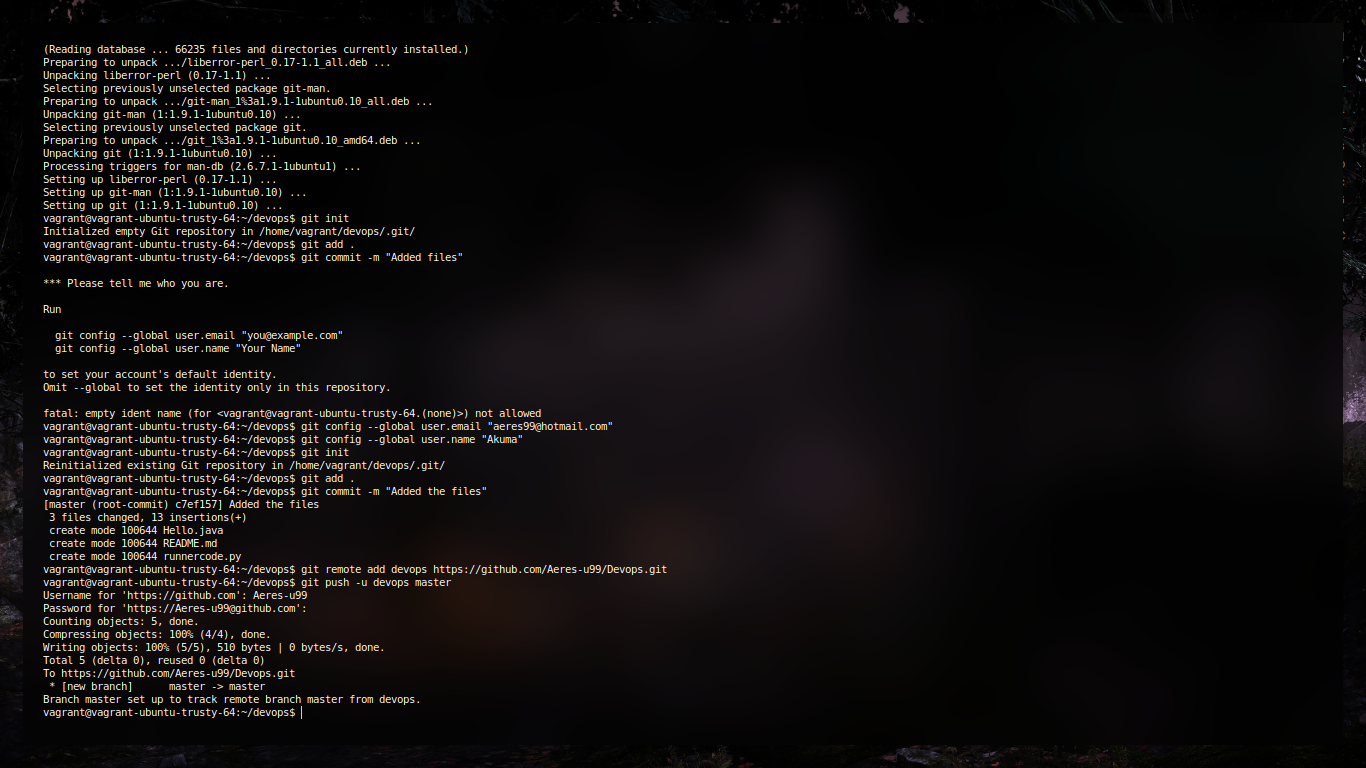 (Reading database ... 66235 files and directories currently installed.)
Preparing to unpack .../liberror-perl_0.17-1.1_all.deb ...
Unpacking liberror-perl (0.17-1.1) ...
Selecting previously unselected package git-man.
Preparing to unpack .../git-man_1%3a1.9.1-1ubuntu0.10_all.deb ...
Unpacking git-man (1:1.9.1-1ubuntu0.10) ...
Selecting previously unselected package git.
Preparing to unpack .../git_1%3a1.9.1-1ubuntu0.10_amd64.deb ...
Unpacking git (1:1.9.1-1ubuntu0.10) ...
Processing triggers for man-db (2.6.7.1-1ubuntu1) ...
Setting up liberror-perl (0.17-1.1) ...
Setting up git-man (1:1.9.1-1ubuntu0.10) ...
Setting up git (1:1.9.1-1ubuntu0.10) ...
vagrant@vagrant-ubuntu-trusty-64:~/devops$ git init
Initialized empty Git repository in /home/vagrant/devops/.git/
vagrant@vagrant-ubuntu-trusty-64:~/devops$ git add .
vagrant@vagrant-ubuntu-trusty-64:~/devops$ git commit -m "Added files"

*** Please tell me who you are.

Run

  git config --global user.email "you@example.com"
  git config --global user.name "Your Name"

to set your account's default identity.
Omit --global to set the identity only in this repository.

fatal: empty ident name (for <vagrant@vagrant-ubuntu-trusty-64.(none)>) not allowed
vagrant@vagrant-ubuntu-trusty-64:~/devops$ git config --global user.email "aeres99@hotmail.com"
vagrant@vagrant-ubuntu-trusty-64:~/devops$ git config --global user.name "Akuma"
vagrant@vagrant-ubuntu-trusty-64:~/devops$ git init
Reinitialized existing Git repository in /home/vagrant/devops/.git/
vagrant@vagrant-ubuntu-trusty-64:~/devops$ git add .
vagrant@vagrant-ubuntu-trusty-64:~/devops$ git commit -m "Added the files"
[master (root-commit) c7ef157] Added the files
 3 files changed, 13 insertions(+)
 create mode 100644 Hello.java
 create mode 100644 README.md
 create mode 100644 runnercode.py
vagrant@vagrant-ubuntu-trusty-64:~/devops$ git remote add devops https://github.com/Aeres-u99/Devops.git
vagrant@vagrant-ubuntu-trusty-64:~/devops$ git push -u devops master
Username for 'https://github.com': Aeres-u99
Password for 'https://Aeres-u99@github.com':
Counting objects: 5, done.
Compressing objects: 100% (4/4), done.
Writing objects: 100% (5/5), 510 bytes | 0 bytes/s, done.
Total 5 (delta 0), reused 0 (delta 0)
To https://github.com/Aeres-u99/Devops.git
 * [new branch]      master -> master
Branch master set up to track remote branch master from devops.
vagrant@vagrant-ubuntu-trusty-64:~/devops$